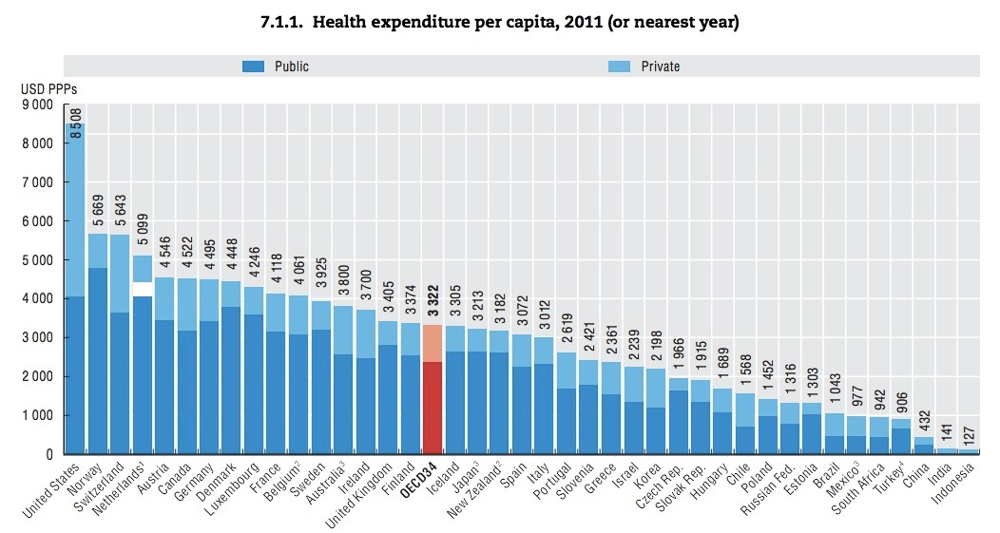 7.1.1. Health expenditure per capita, 2011 (or nearest year)
Public
Private
USD PPPs
9 000
8 000
7 000
6 000
5 000
4 000
3 000
2 000
1 000
0
8 508
5 669
5 643
5 099
4 546
4 522
4 495
4 448
4 246
4 118
4 061
3 925
3 800
3 700
3 405
3 374
3 322
3 305
3 213
3 182
3 072
3 012
2 619
2 421
2 361
2 239
2 198
1 966
1 915
1 689
1 568
1 452
1 316
1 303
1 043
977
942
906
432
141
127
United States
Norway
Switzerland
Netherlands¹
Austria
Canada
Germany
Denmark
Luxembourg
France
Belgium²
Sweden
Australia³
Ireland
United Kingdom
Finland
OECD34
Iceland
Japan³
New Zealand²
Spain
Italy
Portugal
Slovenia
Greece
Israel
Korea
Czech Rep.
Slovak Rep.
Hungary
Chile
Poland
Russian Fed.
Estonia
Brazil
Mexico³
South Africa
Turkey⁴
China
India
Indonesia